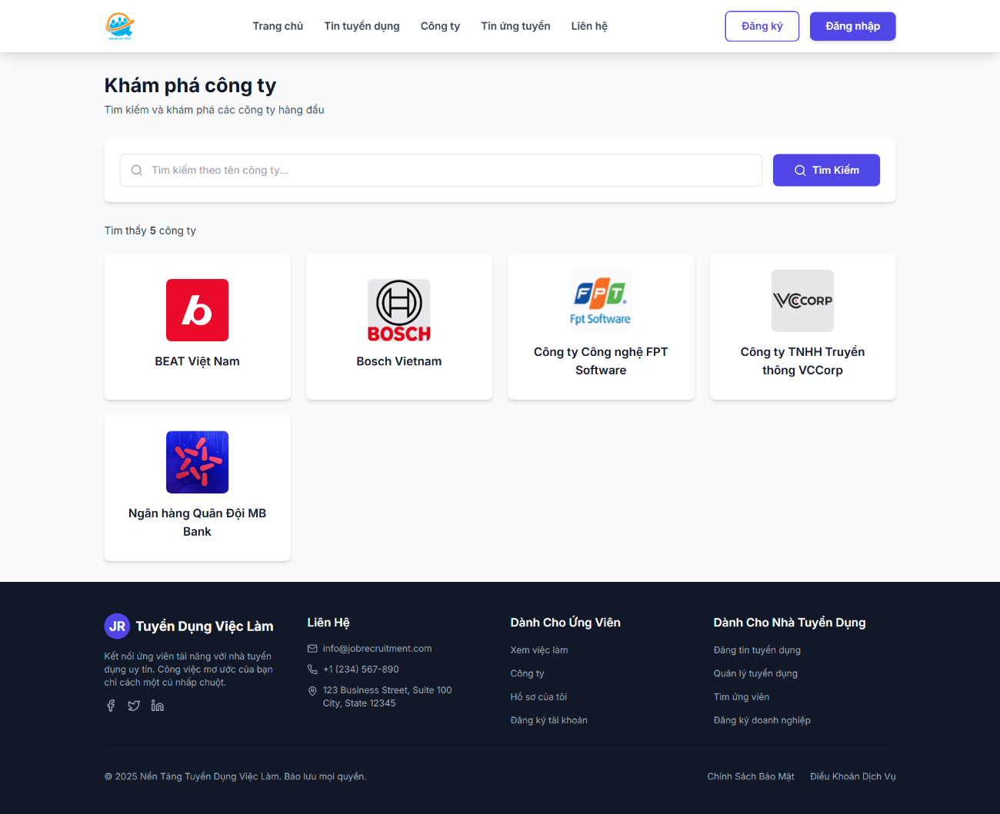 Trang chủ Tin tuyển dụng Công ty Tin ứng tuyển Liên hệ Đăng ký Đăng nhập
Khám phá công ty
Tìm kiếm và khám phá các công ty hàng đầu
Tìm kiếm theo tên công ty... Tìm Kiếm
Tìm thấy 5 công ty
b
BEAT Việt Nam
BOSCH
Bosch Vietnam
FPT
Fpt Software
Công ty Công nghệ FPT
Software
VCCORP
Công ty TNHH Truyền
thông VCCorp
Ngân hàng Quân Đội MB
Bank
JR Tuyển Dụng Việc Làm
Kết nối ứng viên tài năng với nhà tuyển
dụng uy tín. Công việc mơ ước của bạn
chỉ cách một cú nhấp chuột.
Liên Hệ
info@jobrecruitment.com
+1 (234) 567-890
123 Business Street, Suite 100
City, State 12345
Dành Cho Ứng Viên
Xem việc làm
Công ty
Hồ sơ của tôi
Đăng ký tài khoản
Dành Cho Nhà Tuyển Dụng
Đăng tin tuyển dụng
Quản lý tuyển dụng
Tìm ứng viên
Đăng ký doanh nghiệp
© 2025 Nền Tảng Tuyển Dụng Việc Làm. Bảo lưu mọi quyền.
Chính Sách Bảo Mật Điều Khoản Dịch Vụ